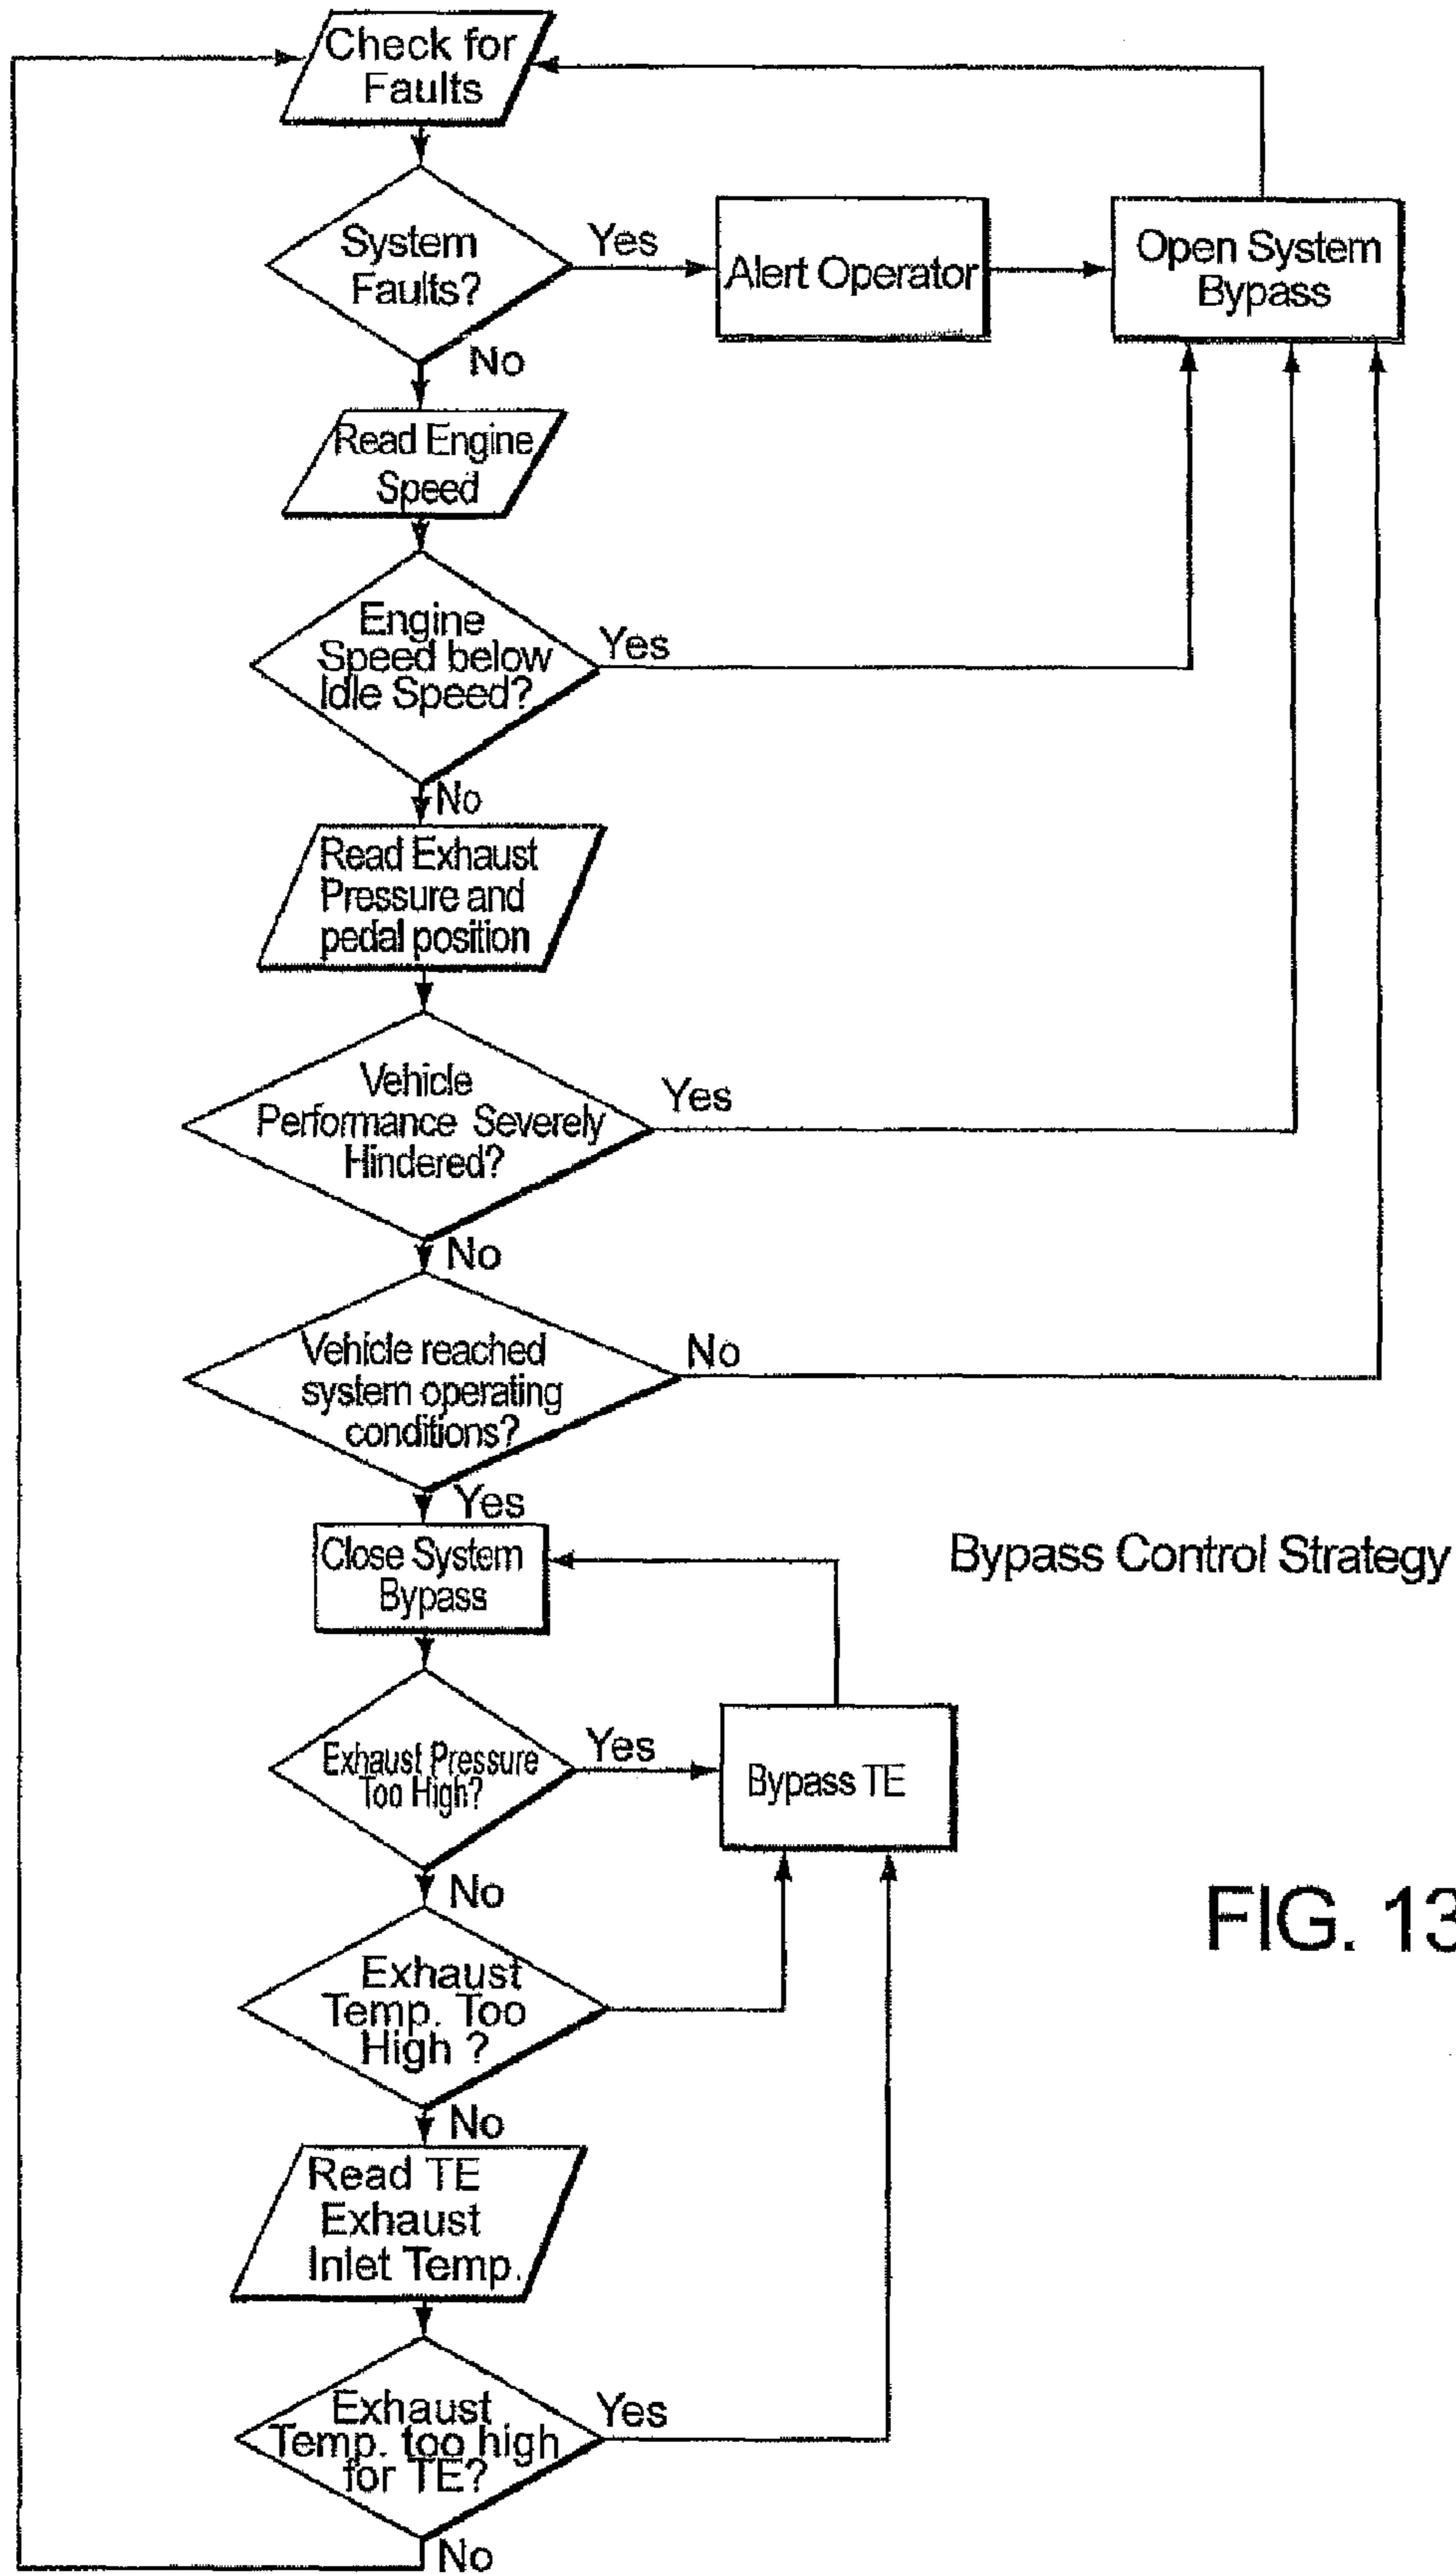 Check for
Faults
System
Faults?
Yes
Alert Operator
Open System
Bypass
No
Read Engine
Speed
Engine
Speed below
Idle Speed?
Yes
No
Read Exhaust
Pressure and
pedal position
Vehicle
Performance Severely
Hindered?
Yes
No
Vehicle reached
system operating
conditions?
No
Yes
Close System
Bypass
Bypass Control Strategy
Exhaust Pressure
Too High?
Yes
Bypass TE
No
FIG. 13
Exhaust
Temp. Too
High ?
No
Read TE
Exhaust
Inlet Temp.
Exhaust
Temp. too high
for TE?
Yes
No